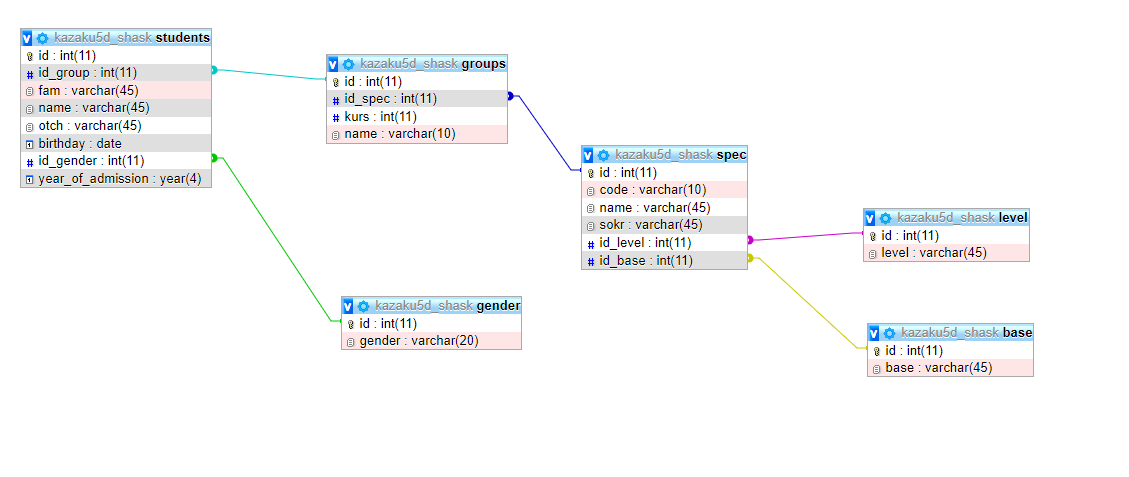 kazaku5d_shask students
id : int(11)
id_group : int(11)
fam : varchar(45)
name : varchar(45)
otch : varchar(45)
birthday : date
id_gender : int(11)
year_of_admission : year(4)
kazaku5d_shask groups
id : int(11)
id_spec : int(11)
kurs : int(11)
name : varchar(10)
kazaku5d_shask spec
id : int(11)
code : varchar(10)
name : varchar(45)
sokr : varchar(45)
id_level : int(11)
id_base : int(11)
kazaku5d_shask level
id : int(11)
level : varchar(45)
kazaku5d_shask gender
id : int(11)
gender : varchar(20)
kazaku5d_shask base
id : int(11)
base : varchar(45)